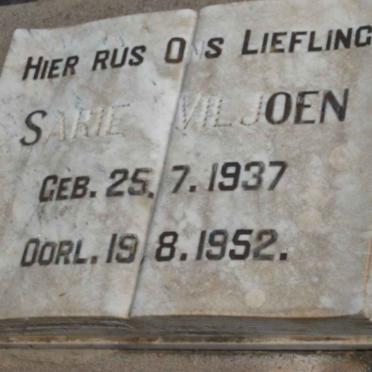 HIER RUS ONS LIEFLING
SARIE VILJOEN
GEB. 25.7.1937
OORL. 19.8.1952.